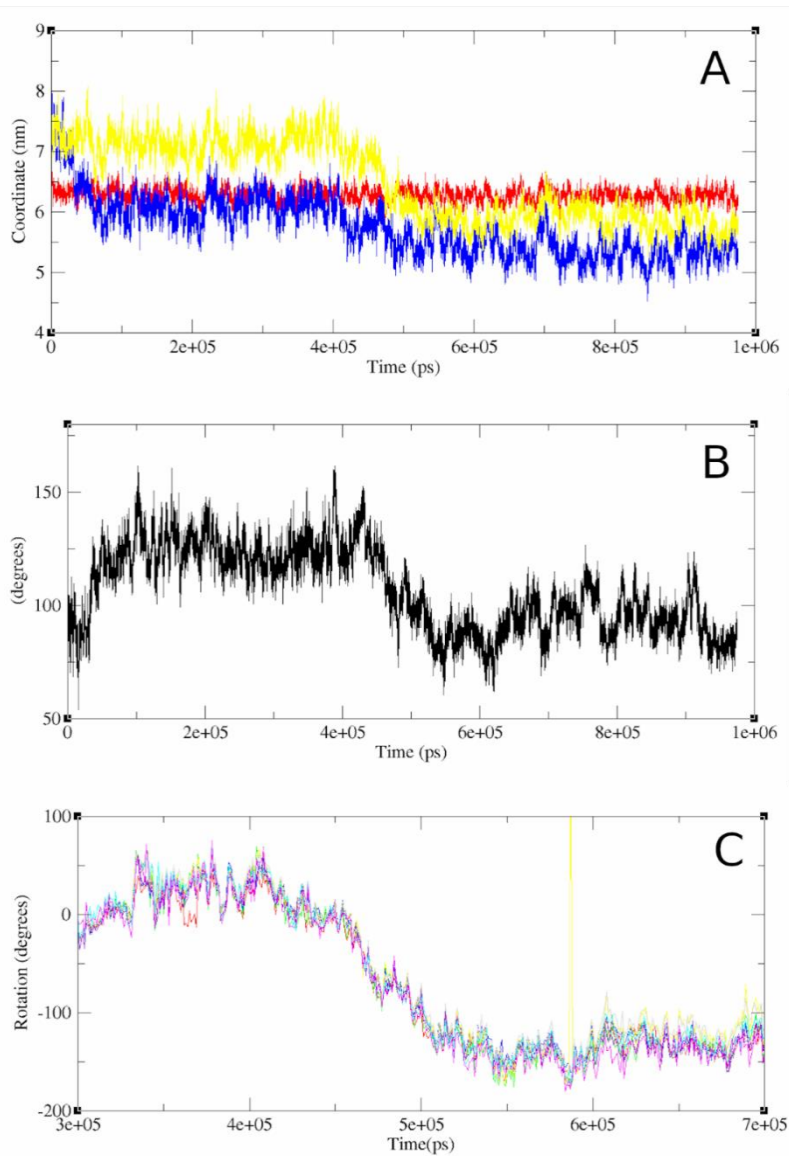 A
9
8
7
6
5
4
Coordinate (nm)
0 2e+05 4e+05 6e+05 8e+05 1e+06
Time (ps)
B
150
100
50
(degrees)
0 2e+05 4e+05 6e+05 8e+05 1e+06
Time (ps)
C
100
0
-100
-200
Rotation (degrees)
3e+05 4e+05 5e+05 6e+05 7e+05
Time(ps)